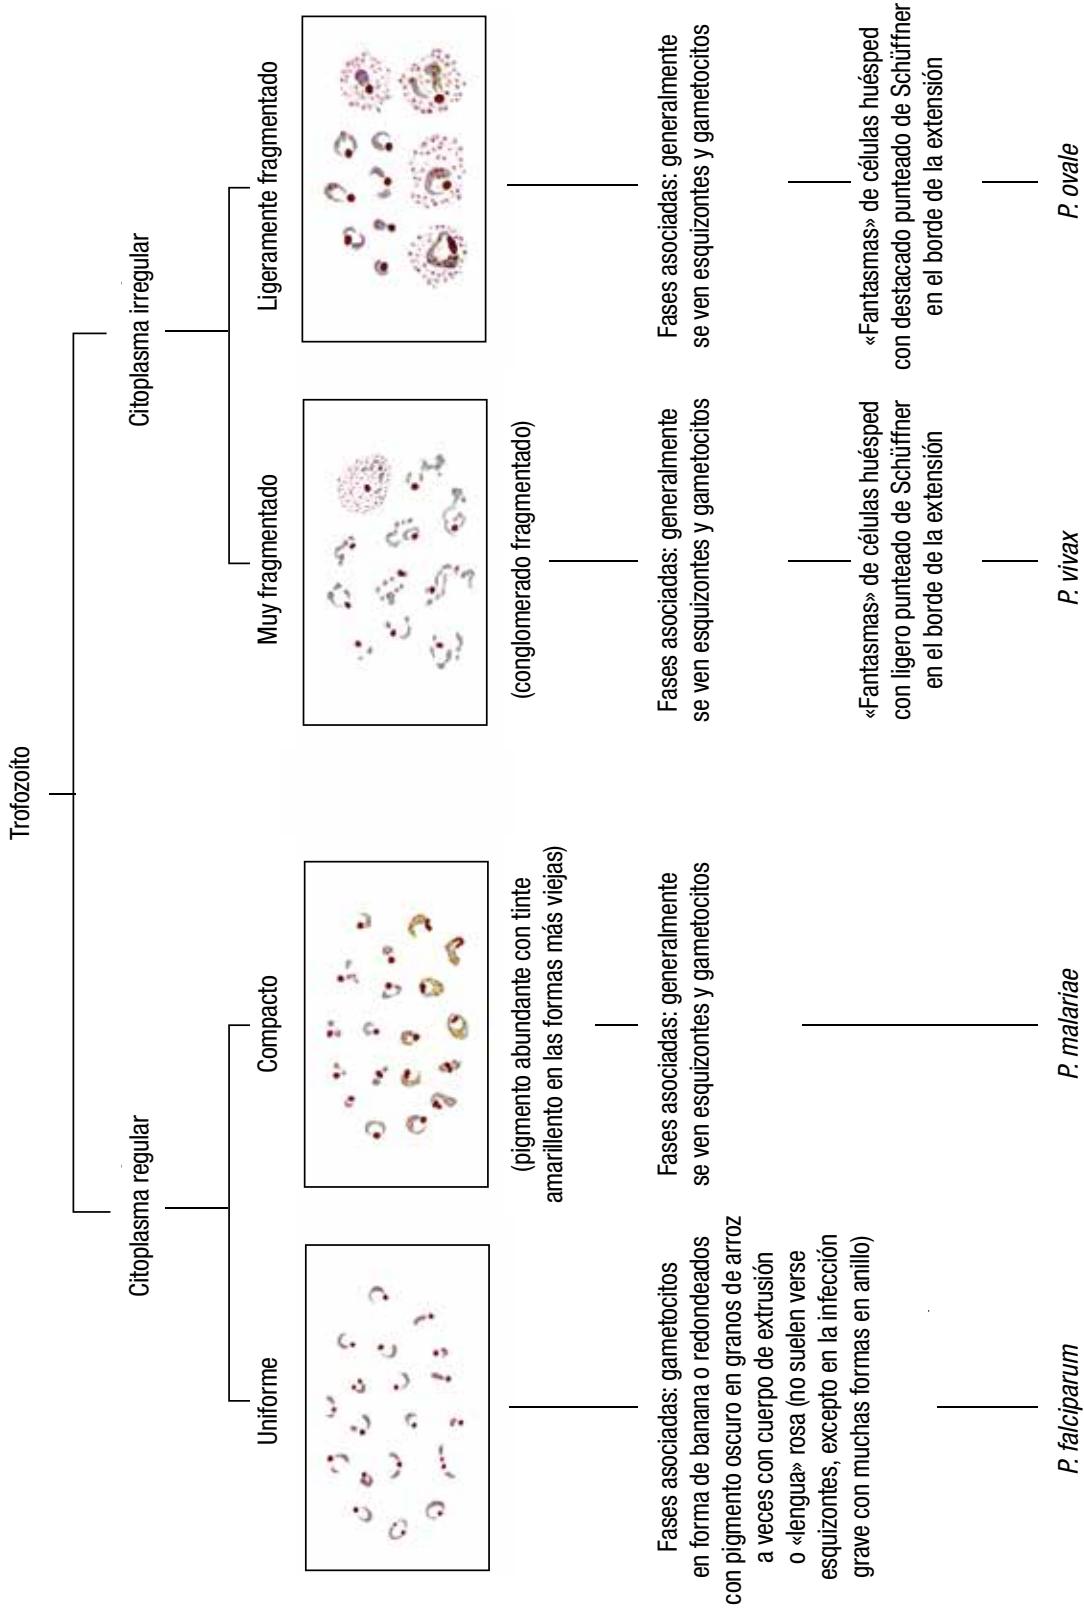 Trofozoíto
Citoplasma regular
Citoplasma irregular
Uniforme
Compacto
Muy fragmentado
Ligeramente fragmentado
(pigmento abundante con tinte
amarillento en las formas más viejas)
(conglomerado fragmentado)
Fases asociadas: gametocitos
en forma de banana o redondeados
con pigmento oscuro en granos de arroz
a veces con cuerpo de extrusión
o «lengua» rosa (no suelen verse
esquizontes, excepto en la infección
grave con muchas formas en anillo)
Fases asociadas: generalmente
se ven esquizontes y gametocitos
Fases asociadas: generalmente
se ven esquizontes y gametocitos
Fases asociadas: generalmente
se ven esquizontes y gametocitos
«Fantasmas» de células huésped
con ligero punteado de Schüffner
en el borde de la extensión
«Fantasmas» de células huésped
con destacado punteado de Schüffner
en el borde de la extensión
P. falciparum
P. malariae
P. vivax
P. ovale